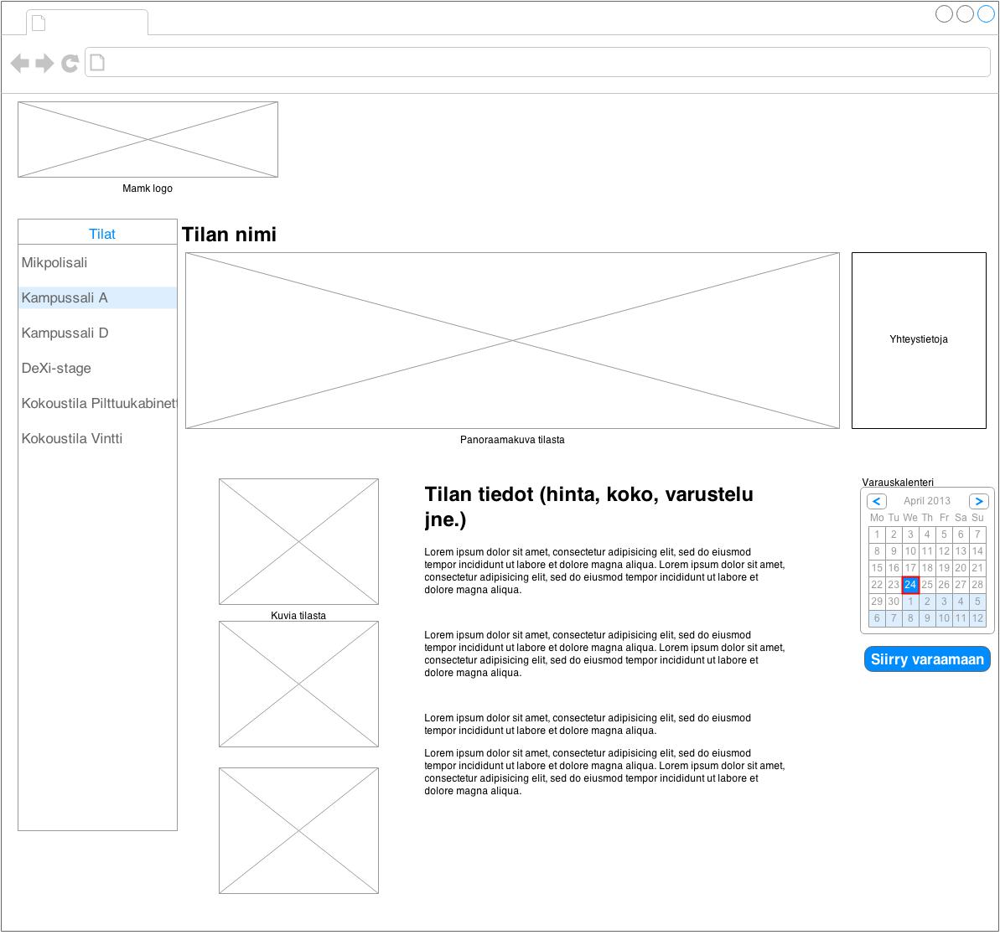 Mamk logo
Tilat
Mikpolisali
Kampussali A
Kampussali D
DeXi-stage
Kokoustila Pilttuukabinett
Kokoustila Vintti
Tilan nimi
Yhteystietoja
Panoraamakuva tilasta
Kuvia tilasta
Tilan tiedot (hinta, koko, varustelu
jne.)
Lorem ipsum dolor sit amet, consectetur adipisicing elit, sed do eiusmod
tempor incididunt ut labore et dolore magna aliqua. Lorem ipsum dolor sit amet,
consectetur adipisicing elit, sed do eiusmod tempor incididunt ut labore et
dolore magna aliqua.
Lorem ipsum dolor sit amet, consectetur adipisicing elit, sed do eiusmod
tempor incididunt ut labore et dolore magna aliqua. Lorem ipsum dolor sit amet,
consectetur adipisicing elit, sed do eiusmod tempor incididunt ut labore et
dolore magna aliqua.
Lorem ipsum dolor sit amet, consectetur adipisicing elit, sed do eiusmod
tempor incididunt ut labore et dolore magna aliqua.
Lorem ipsum dolor sit amet, consectetur adipisicing elit, sed do eiusmod
tempor incididunt ut labore et dolore magna aliqua. Lorem ipsum dolor sit amet,
consectetur adipisicing elit, sed do eiusmod tempor incididunt ut labore et
dolore magna aliqua.
Varauskalenteri
< April 2013 >
Mo Tu We Th Fr Sa Su
1 2 3 4 5 6 7
8 9 10 11 12 13 14
15 16 17 18 19 20 21
22 23 24 25 26 27 28
29 30 1 2 3 4 5
6 7 8 9 10 11 12
Siirry varaamaan